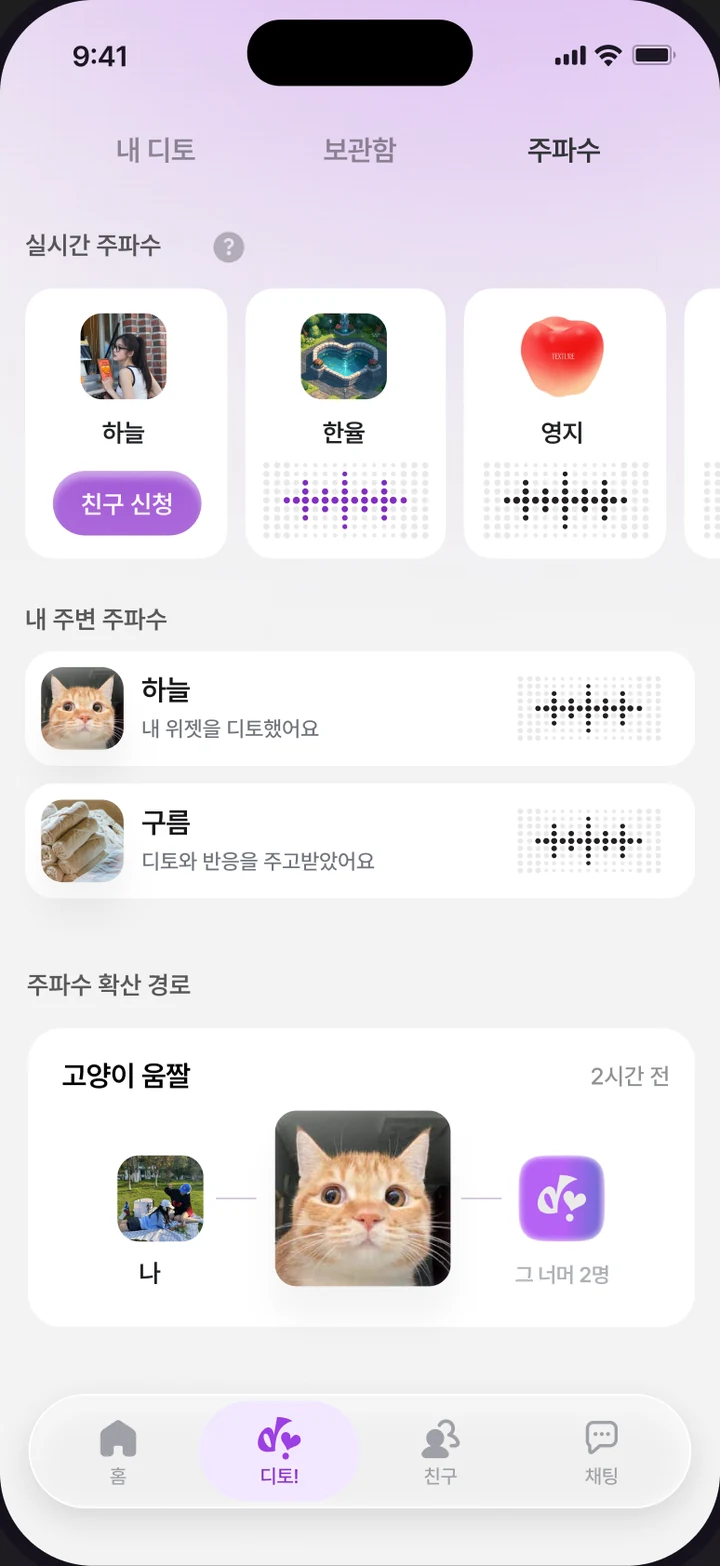 9:41
내 디토 보관함 주파수
실시간 주파수 ?
하늘 한율 영지
TEXTURE
친구 신청
내 주변 주파수
하늘
내 위젯을 디토했어요
구름
디토와 반응을 주고받았어요
주파수 확산 경로
고양이 움짤 2시간 전
나 그 너머 2명
홈 디토! 친구 채팅